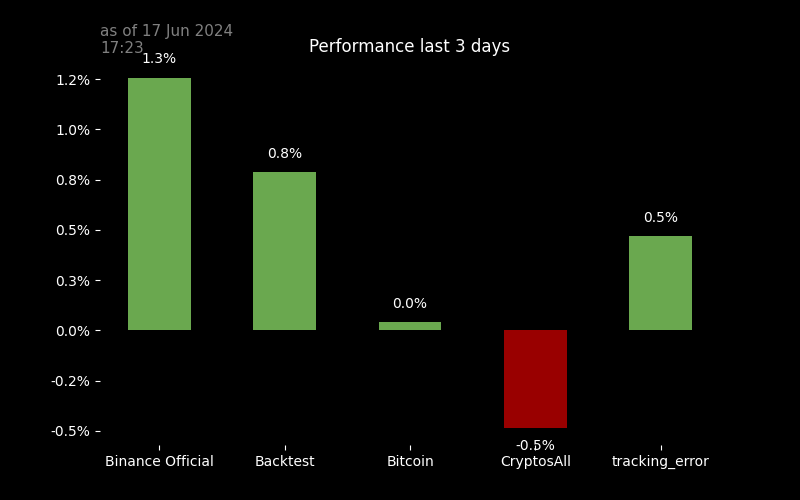 as of 17 Jun 2024
17:23
Performance last 3 days
1.3%
1.2%
1.0%
0.8%
0.8%
0.5%
0.5%
0.3%
0.0%
0.0%
-0.2%
-0.5%
-0.5%
Binance Official
Backtest
Bitcoin
CryptosAll
tracking_error